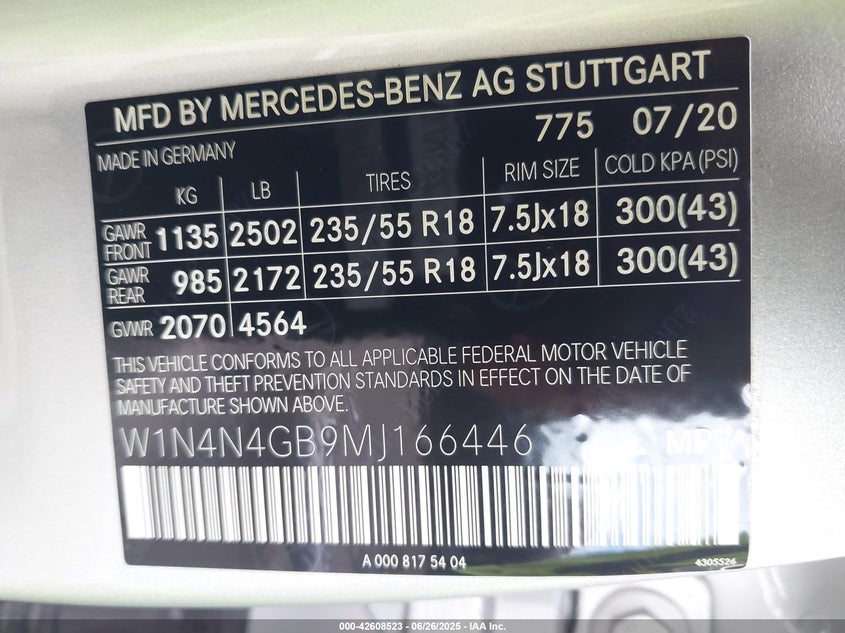 MFD BY MERCEDES-BENZ AG STUTTGART
775 07/20
MADE IN GERMANY
KG LB TIRES RIM SIZE COLD KPA (PSI)
GAWR FRONT 1135 2502 235/55 R18 7.5Jx18 300(43)
GAWR REAR 985 2172 235/55 R18 7.5Jx18 300(43)
GVWR 2070 4564
THIS VEHICLE CONFORMS TO ALL APPLICABLE FEDERAL MOTOR VEHICLE
SAFETY AND THEFT PREVENTION STANDARDS IN EFFECT ON THE DATE OF
MANUFACTURE SHOWN ABOVE.
W1N4N4GB9MJ166446 MPV
A 000 817 54 04
4305526
000-42608523 - 06/26/2025 - IAA Inc.